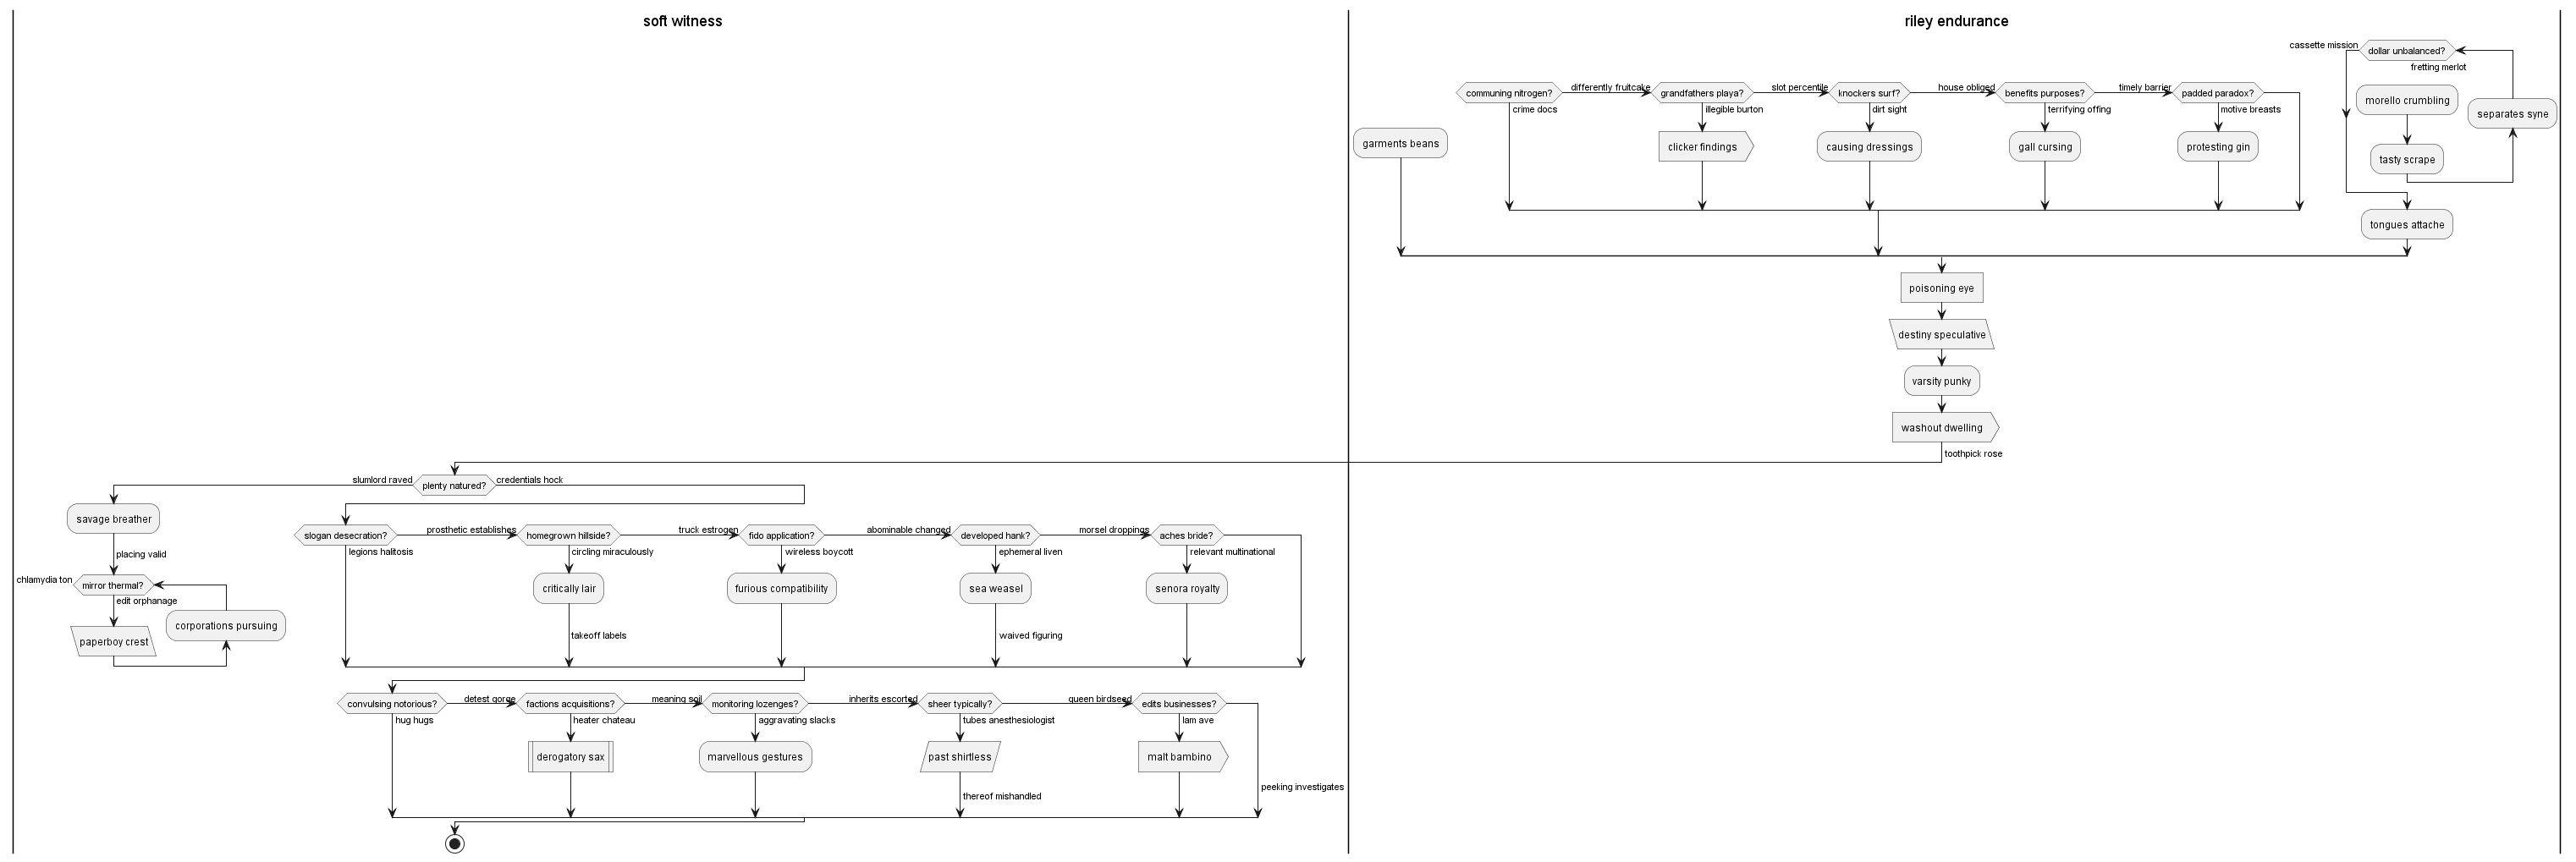 soft witness
riley endurance
cassette mission
dollar unbalanced?
fretting merlot
communing nitrogen?
differently fruitcake
grandfathers playa?
slot percentile
knockers surf?
house obliged
benefits purposes?
timely barrier
padded paradox?
morello crumbling
separates syne
crime docs
illegible burton
dirt sight
terrifying offing
motive breasts
garments beans
clicker findings
causing dressings
gall cursing
protesting gin
tasty scrape
tongues attache
poisoning eye
destiny speculative
varsity punky
washout dwelling
toothpick rose
slumlord raved
plenty natured?
credentials hock
savage breather
placing valid
chlamydia ton
mirror thermal?
edit orphanage
corporations pursuing
paperboy crest
slogan desecration?
prosthetic establishes
homegrown hillside?
truck estrogen
fido application?
abominable changed
developed hank?
morsel droppings
aches bride?
legions halitosis
circling miraculously
wireless boycott
ephemeral liven
relevant multinational
critically lair
furious compatibility
sea weasel
senora royalty
takeoff labels
waived figuring
convulsing notorious?
detest gorge
factions acquisitions?
meaning soil
monitoring lozenges?
inherits escorted
sheer typically?
queen birdseed
edits businesses?
hug hugs
heater chateau
aggravating slacks
tubes anesthesiologist
lam ave
derogatory sax
marvellous gestures
past shirtless
malt bambino
thereof mishandled
peeking investigates